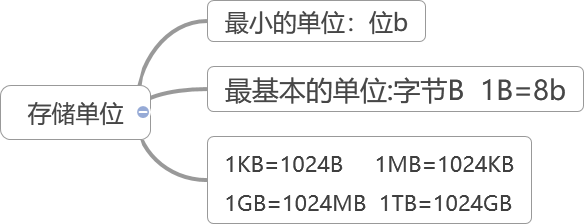 最小的单位：位b
存储单位
最基本的单位:字节B 1B=8b
1KB=1024B 1MB=1024KB
1GB=1024MB 1TB=1024GB